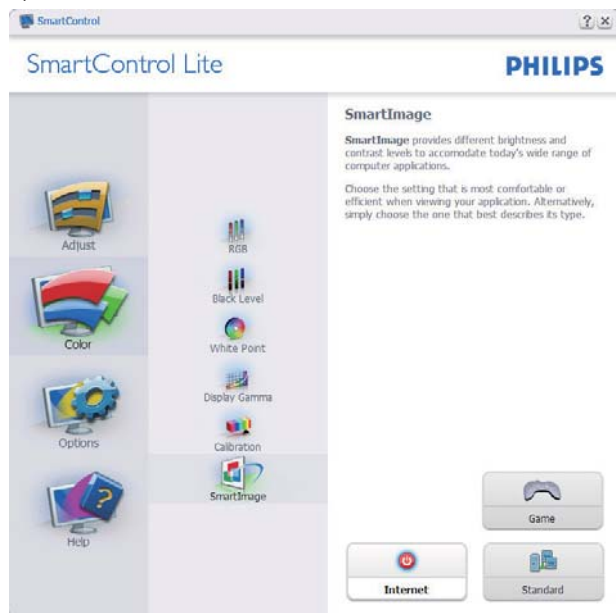 SmartControl
? ×
SmartControl Lite
PHILIPS
Adjust
Color
Options
?
Help
RGB
Black Level
White Point
Display Gamma
Calibration
SmartImage
SmartImage
SmartImage provides different brightness and
contrast levels to accomodate today's wide range of
computer applications.
Choose the setting that is most comfortable or
efficient when viewing your application. Alternatively,
simply choose the one that best describes its type.
Game
Internet
Standard